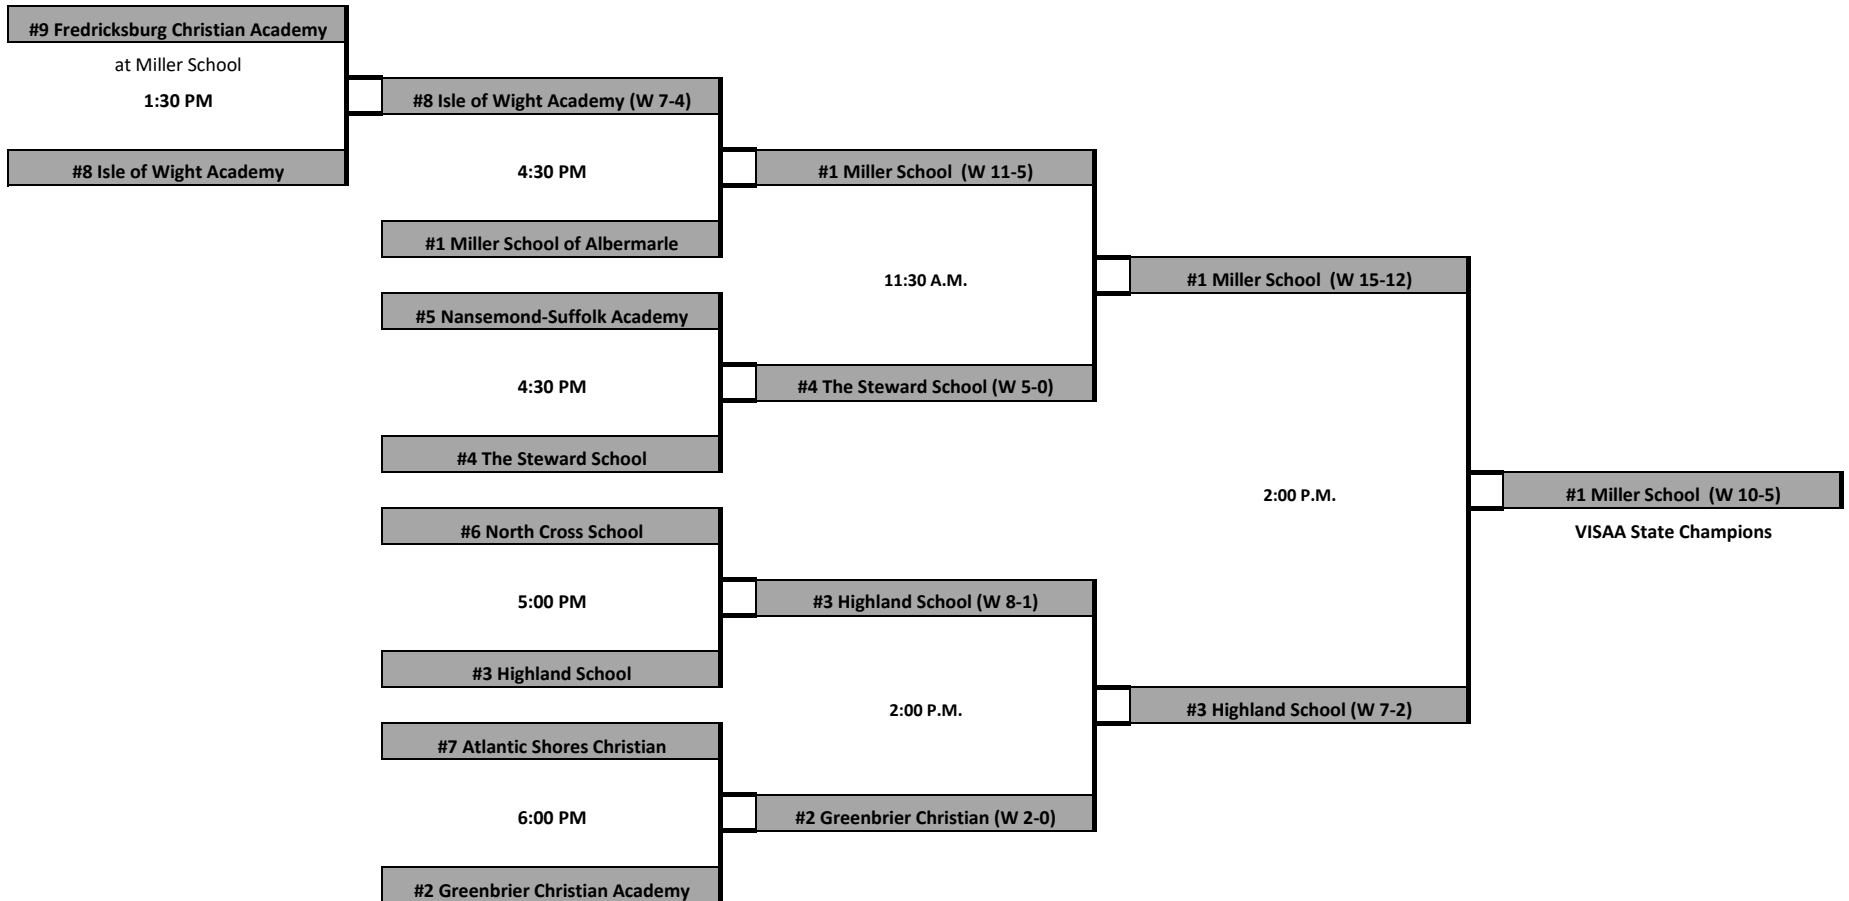 #9 Fredricksburg Christian Academy
at Miller School
1:30 PM
#8 Isle of Wight Academy
#8 Isle of Wight Academy (W 7-4)
4:30 PM
#1 Miller School of Albermarle
#5 Nansemond-Suffolk Academy
4:30 PM
#4 The Steward School
#6 North Cross School
5:00 PM
#3 Highland School
#7 Atlantic Shores Christian
6:00 PM
#2 Greenbrier Christian Academy
#1 Miller School (W 11-5)
11:30 A.M.
#4 The Steward School (W 5-0)
#3 Highland School (W 8-1)
2:00 P.M.
#2 Greenbrier Christian (W 2-0)
#1 Miller School (W 15-12)
2:00 P.M.
#3 Highland School (W 7-2)
#1 Miller School (W 10-5)
VISAA State Champions